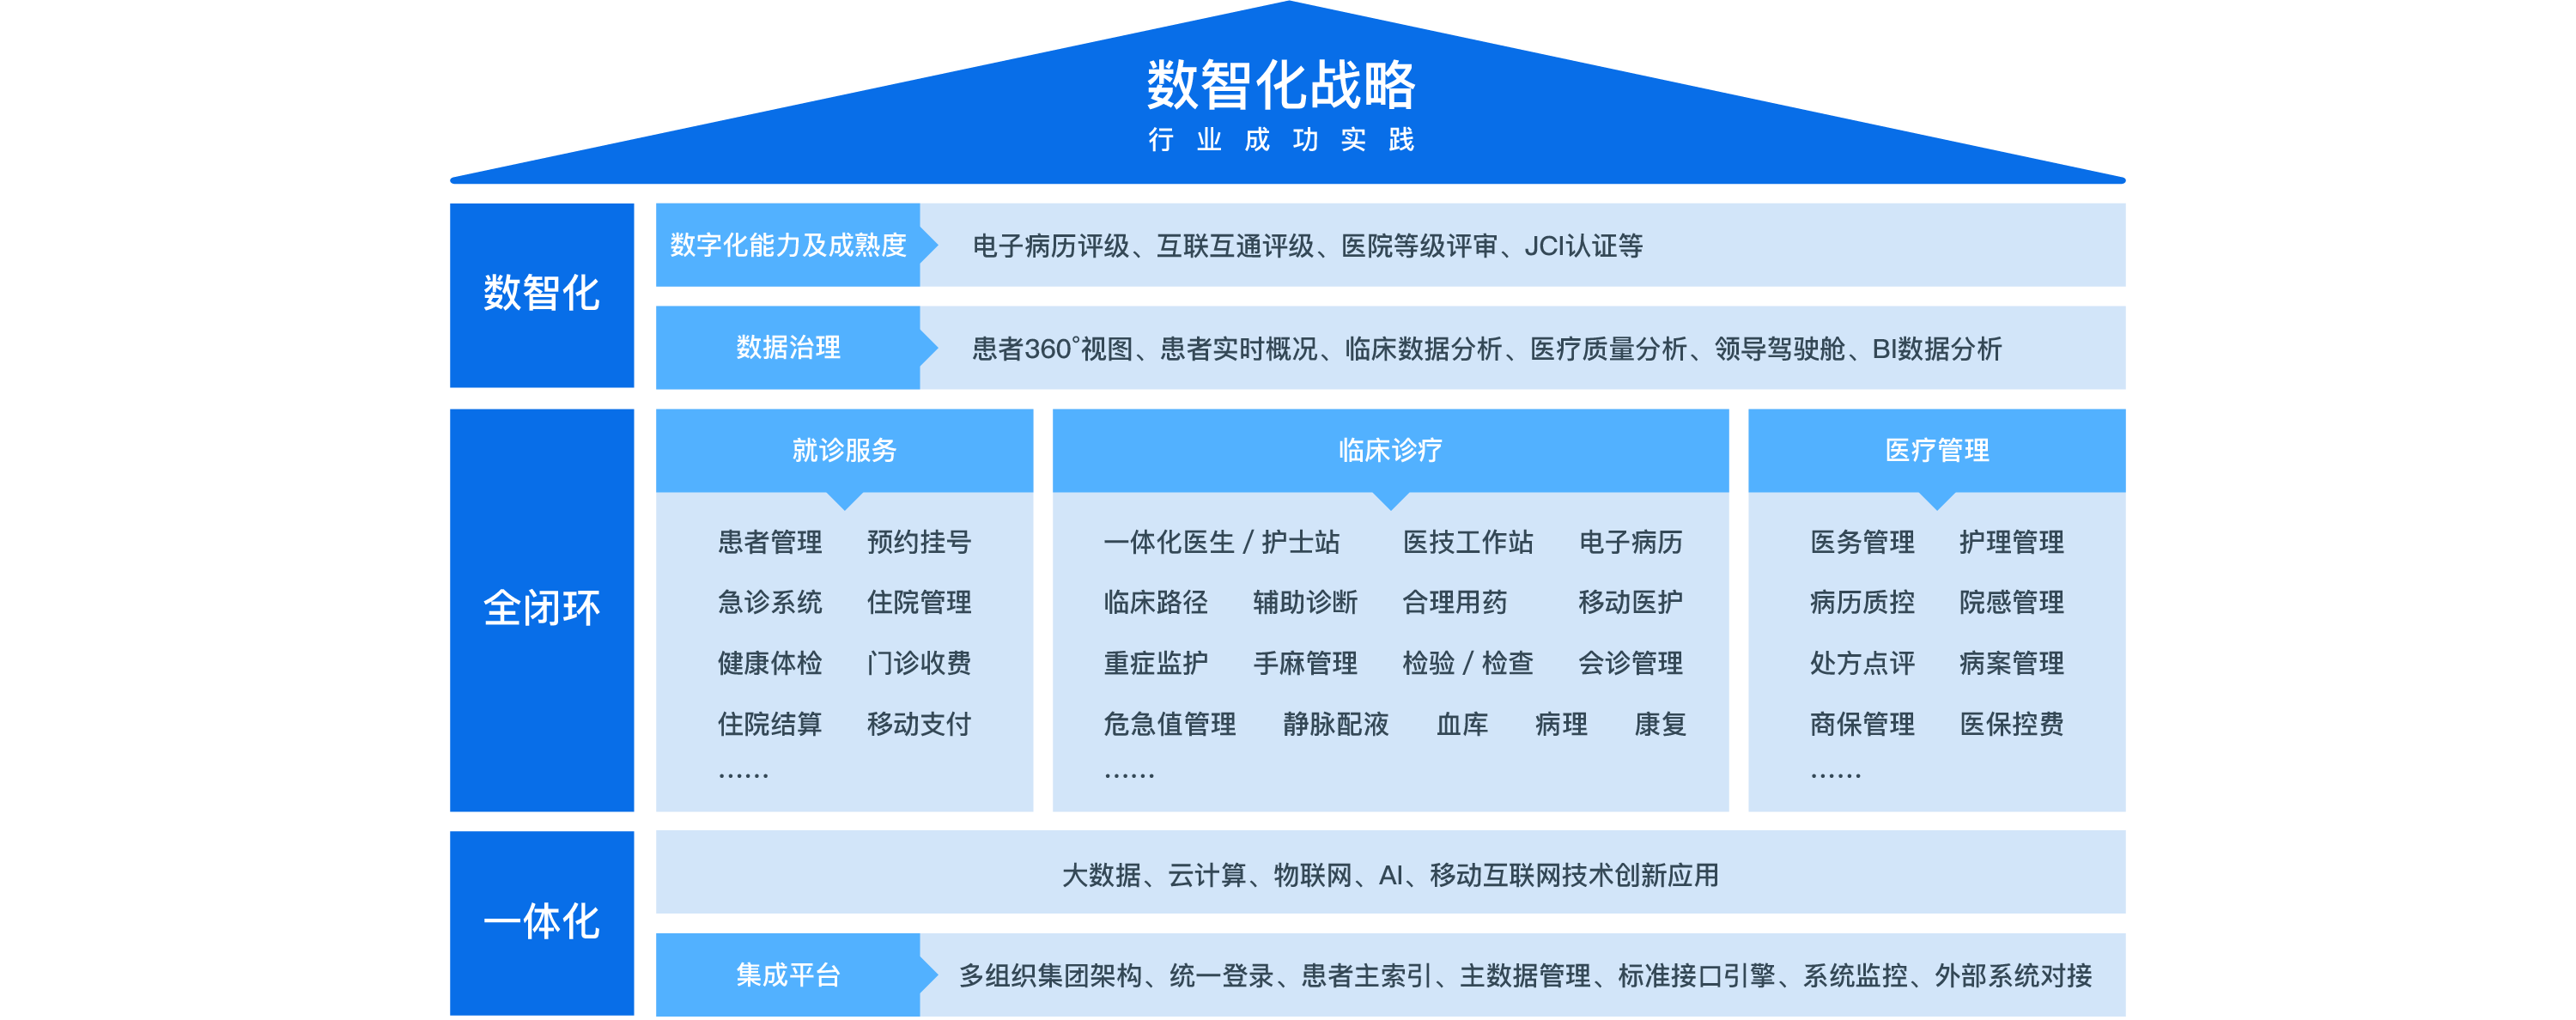 数智化战略
行业成功实践
数智化
数字化能力及成熟度
电子病历评级、互联互通评级、医院等级评审、JCI认证等
数据治理
患者360°视图、患者实时概况、临床数据分析、医疗质量分析、领导驾驶舱、BI数据分析
全闭环
就诊服务
患者管理 预约挂号
急诊系统 住院管理
健康体检 门诊收费
住院结算 移动支付
······
临床诊疗
一体化医生 / 护士站 医技工作站 电子病历
临床路径 辅助诊断 合理用药 移动医护
重症监护 手麻管理 检验 / 检查 会诊管理
危急值管理 静脉配液 血库 病理 康复
······
医疗管理
医务管理 护理管理
病历质控 院感管理
处方点评 病案管理
商保管理 医保控费
······
一体化
大数据、云计算、物联网、AI、移动互联网技术创新应用
集成平台
多组织集团架构、统一登录、患者主索引、主数据管理、标准接口引擎、系统监控、外部系统对接